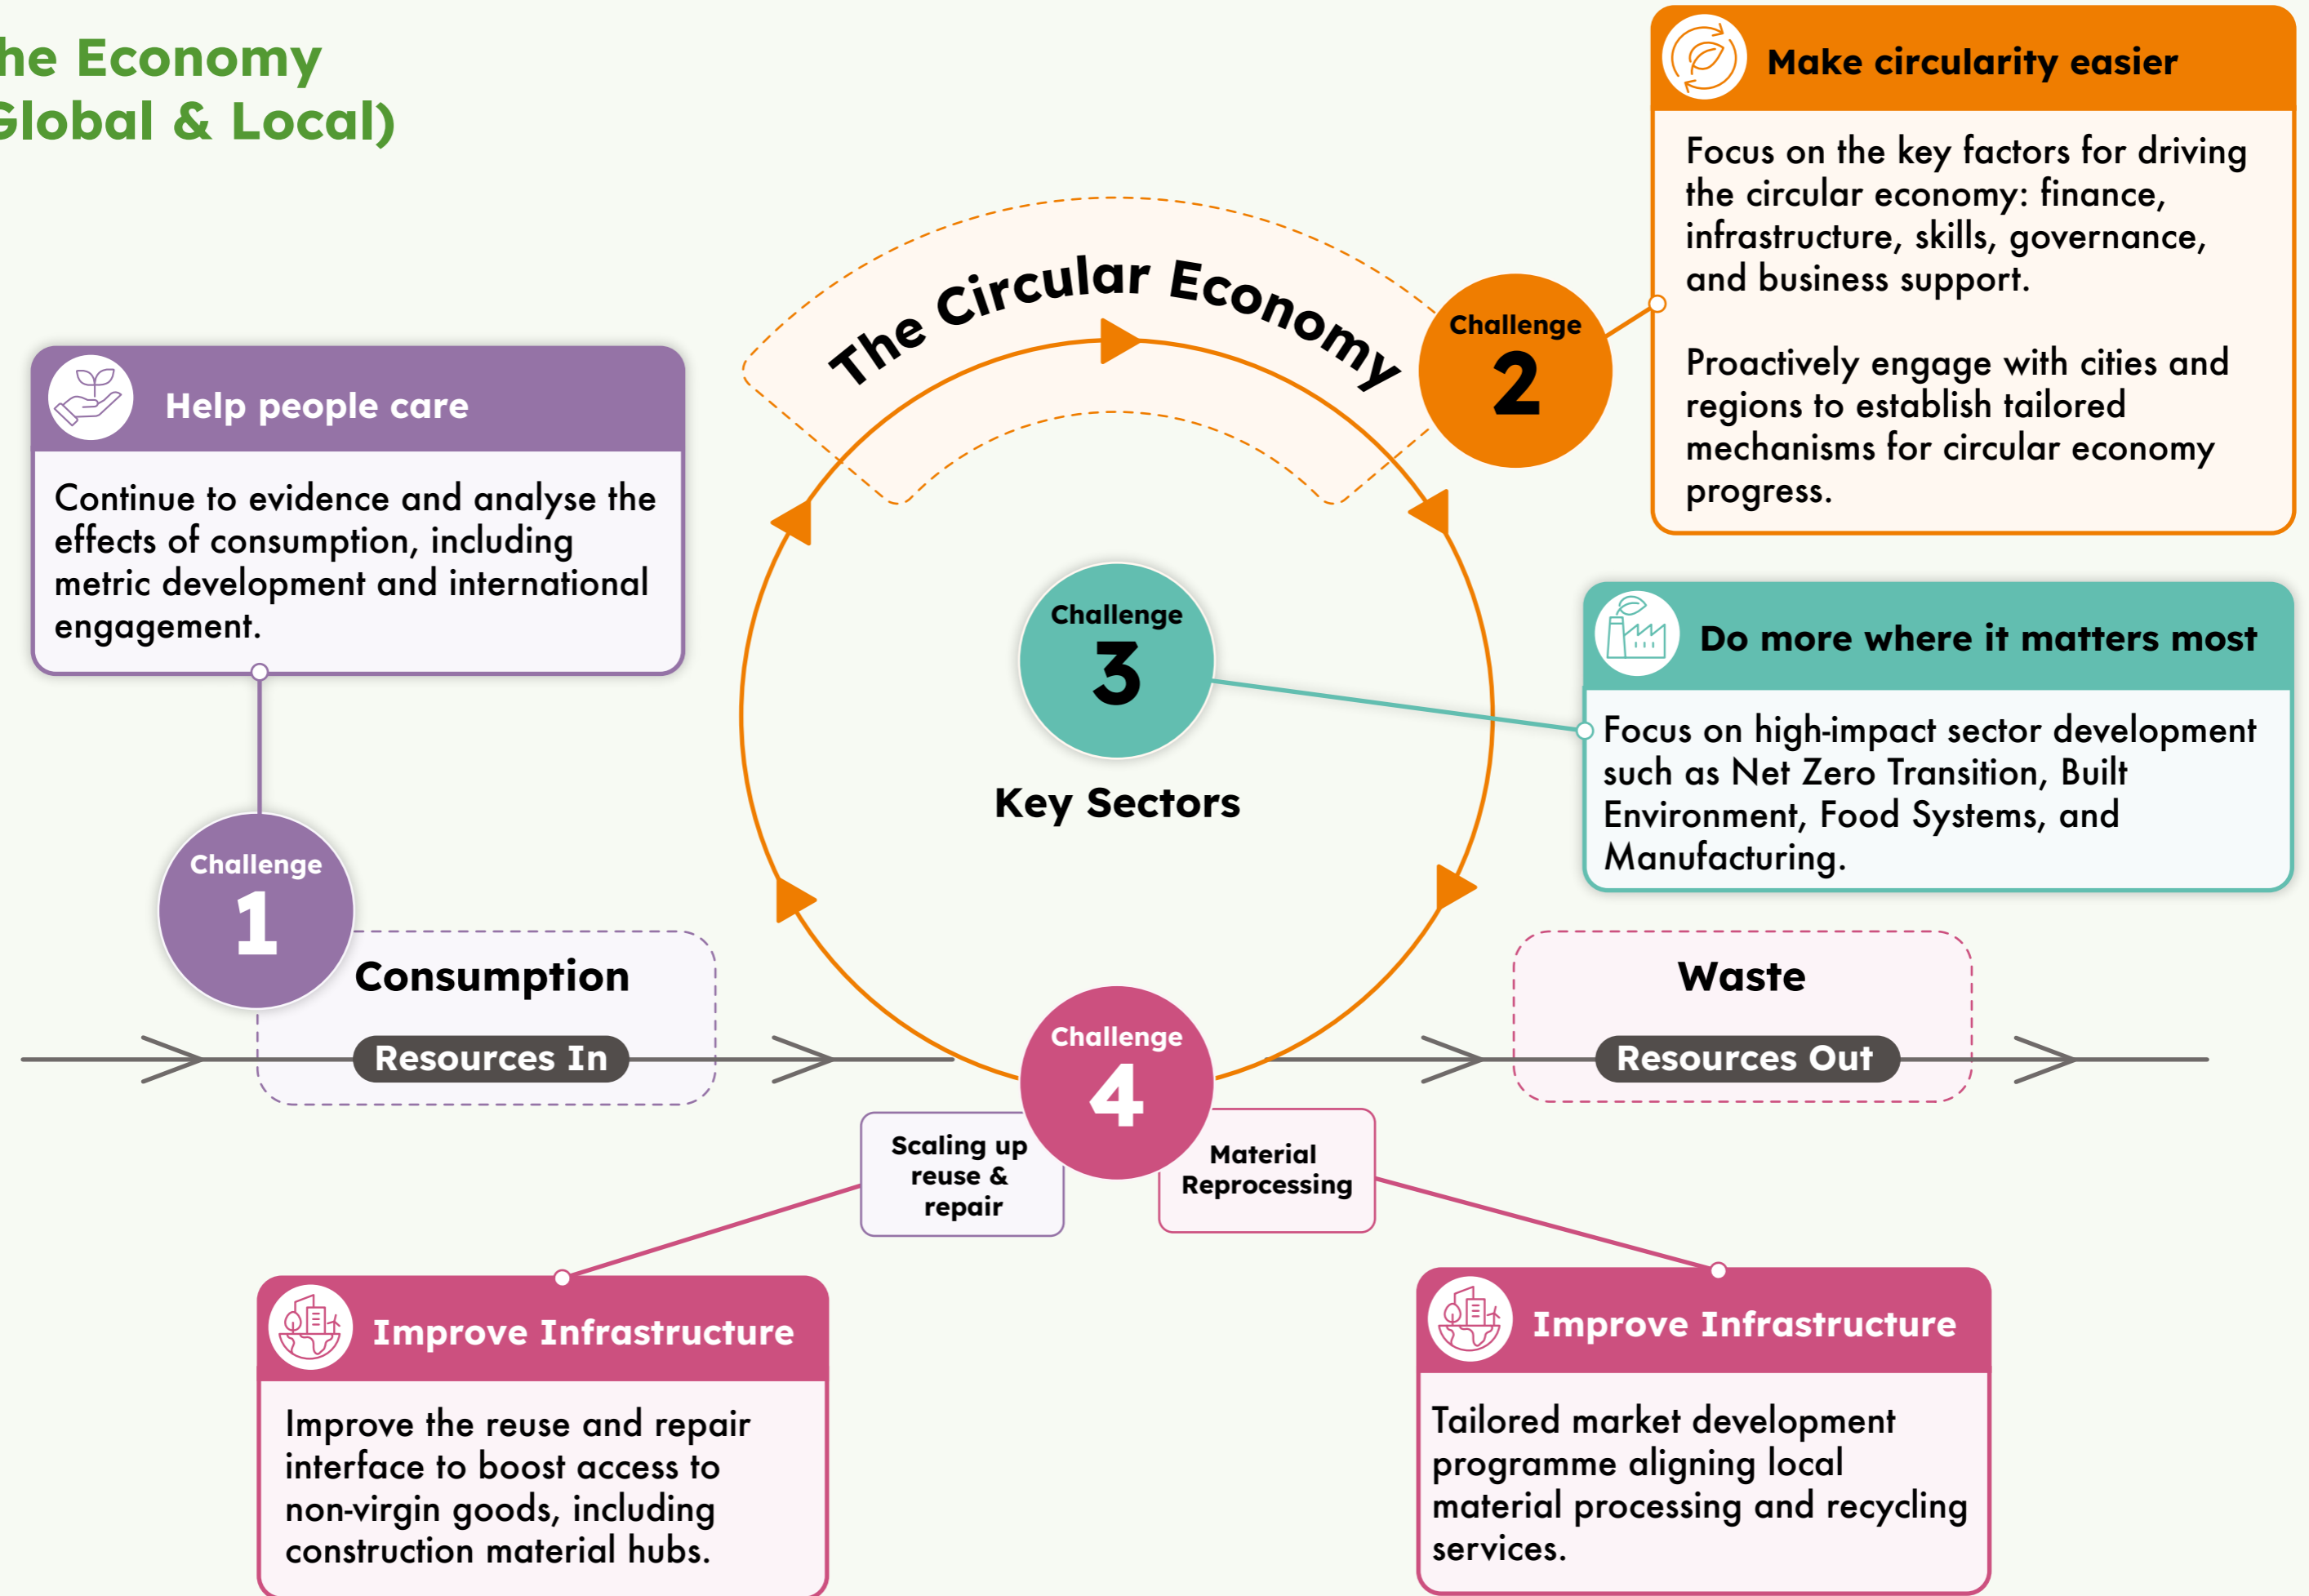 he Economy
Global & Local)
Make circularity easier
Focus on the key factors for driving
the circular economy: finance,
infrastructure, skills, governance,
and business support.
Proactively engage with cities and
regions to establish tailored
mechanisms for circular economy
progress.
The Circular Economy
Challenge
2
Help people care
Continue to evidence and analyse the
effects of consumption, including
metric development and international
engagement.
Challenge
3
Key Sectors
Do more where it matters most
Focus on high-impact sector development
such as Net Zero Transition, Built
Environment, Food Systems, and
Manufacturing.
Challenge
1
Consumption
Resources In
Waste
Resources Out
Challenge
4
Scaling up
reuse &
repair
Material
Reprocessing
Improve Infrastructure
Improve the reuse and repair
interface to boost access to
non-virgin goods, including
construction material hubs.
Improve Infrastructure
Tailored market development
programme aligning local
material processing and recycling
services.